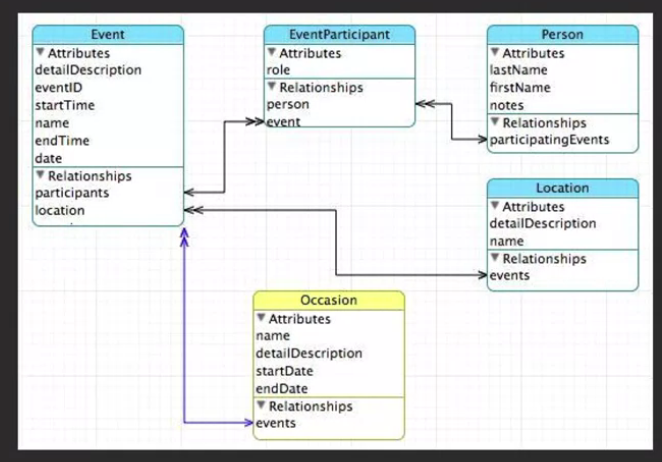 Event
Attributes
detailDescription
eventID
startTime
name
endTime
date
Relationships
participants
location
EventParticipant
Attributes
role
Relationships
person
event
Person
Attributes
lastName
firstName
notes
Relationships
participatingEvents
Location
Attributes
detailDescription
name
Relationships
events
Occasion
Attributes
name
detailDescription
startDate
endDate
Relationships
events